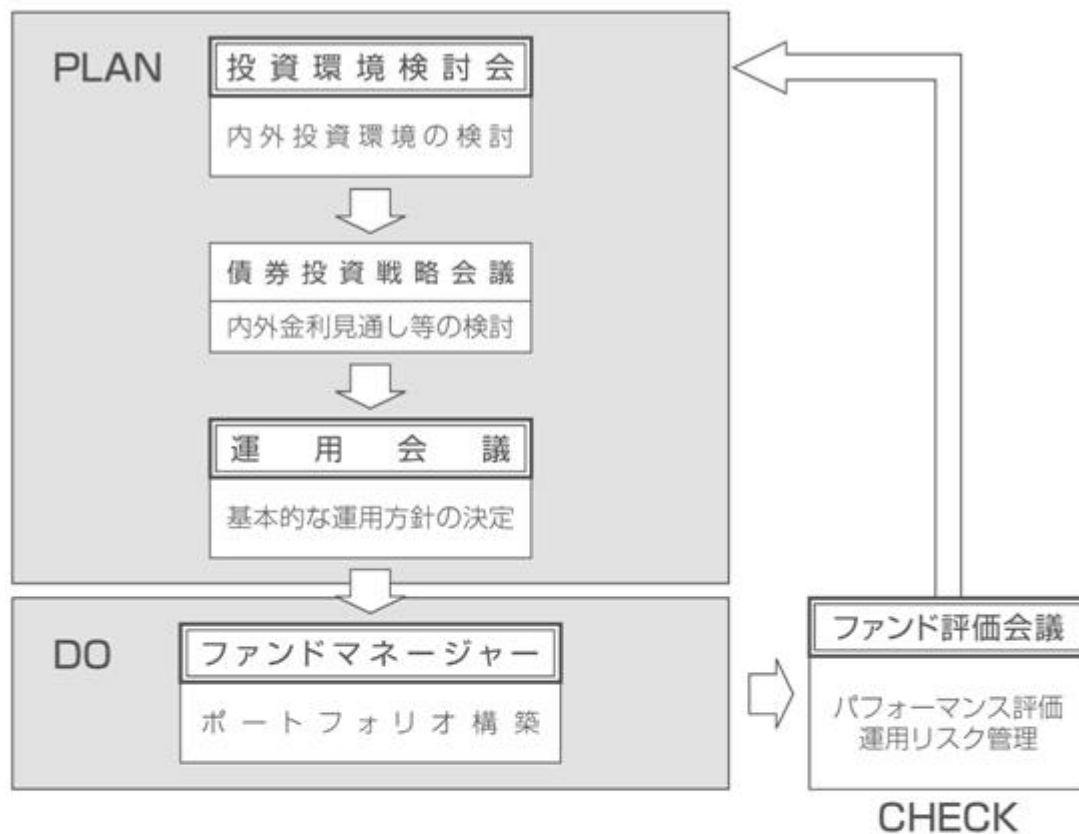 PLAN
投資環境検討会
内外投資環境の検討
債券投資戦略会議
内外金利見通し等の検討
運用会議
基本的な運用方針の決定
DO
ファンドマネージャー
ポートフォリオ構築
ファンド評価会議
パフォーマンス評価
運用リスク管理
CHECK